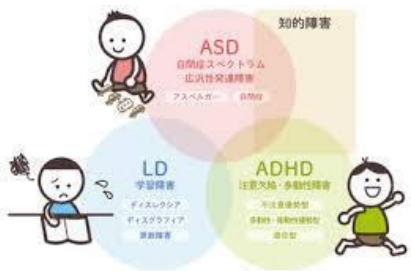 知的障害
ASD
自閉症スペクトラム
広汎性発達障害
アスペルガー 自閉症
LD
学習障害
ディスレクシア
ディスグラフィア
算数障害
ADHD
注意欠如・多動性障害
不注意優勢型
多動性・衝動性優勢型
混合型